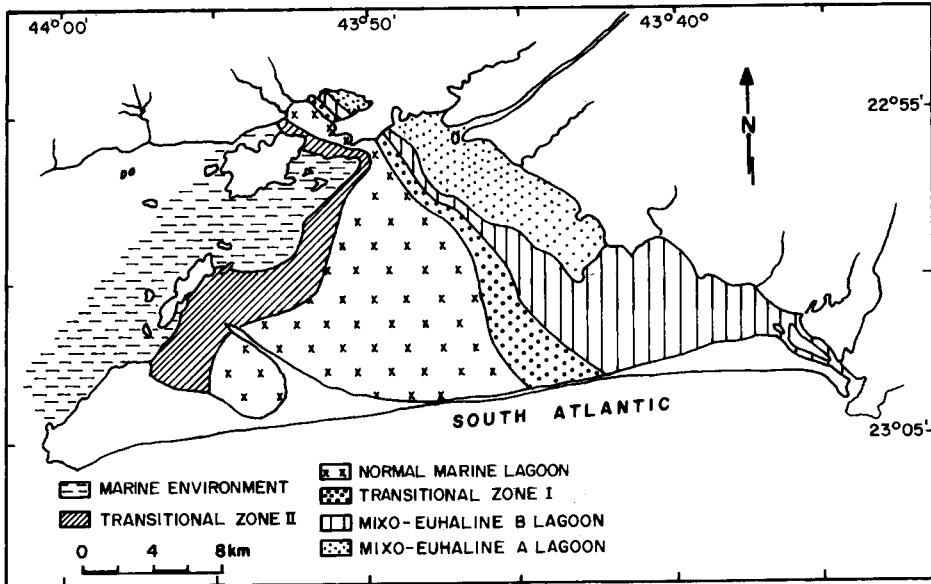 44°00' 43°50' 43°40'
22°55'
N
SOUTH ATLANTIC
23°05'
NORMAL MARINE LAGOON
MARINE ENVIRONMENT
TRANSITIONAL ZONE I
TRANSITIONAL ZONE II
MIXO-EUHALINE B LAGOON
MIXO-EUHALINE A LAGOON
0 4 8km